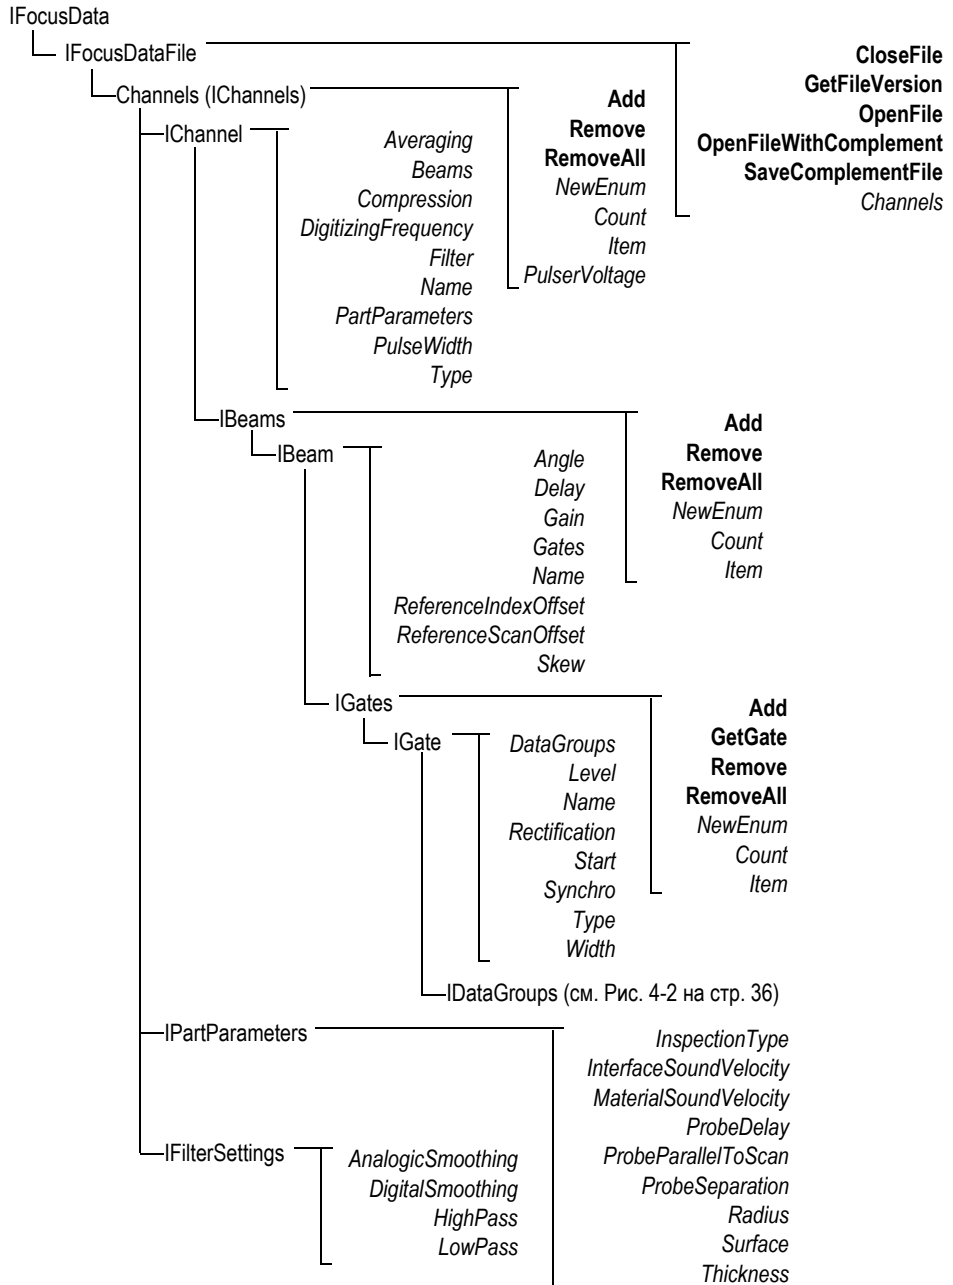 IFocusData
IFocusDataFile
CloseFile
GetFileVersion
OpenFile
OpenFileWithComplement
SaveComplementFile
Channels
Channels (IChannels)
Add
Remove
RemoveAll
NewEnum
Count
Item
PulserVoltage
IChannel
Averaging
Beams
Compression
DigitizingFrequency
Filter
Name
PartParameters
PulseWidth
Type
IBeams
Add
Remove
RemoveAll
NewEnum
Count
Item
IBeam
Angle
Delay
Gain
Gates
Name
ReferenceIndexOffset
ReferenceScanOffset
Skew
IGates
Add
GetGate
Remove
RemoveAll
NewEnum
Count
Item
IGate
DataGroups
Level
Name
Rectification
Start
Synchro
Type
Width
IDataGroups (см. Рис. 4-2 на стр. 36)
IPartParameters
InspectionType
InterfaceSoundVelocity
MaterialSoundVelocity
ProbeDelay
ProbeParallelToScan
ProbeSeparation
Radius
Surface
Thickness
IFilterSettings
AnalogicSmoothing
DigitalSmoothing
HighPass
LowPass